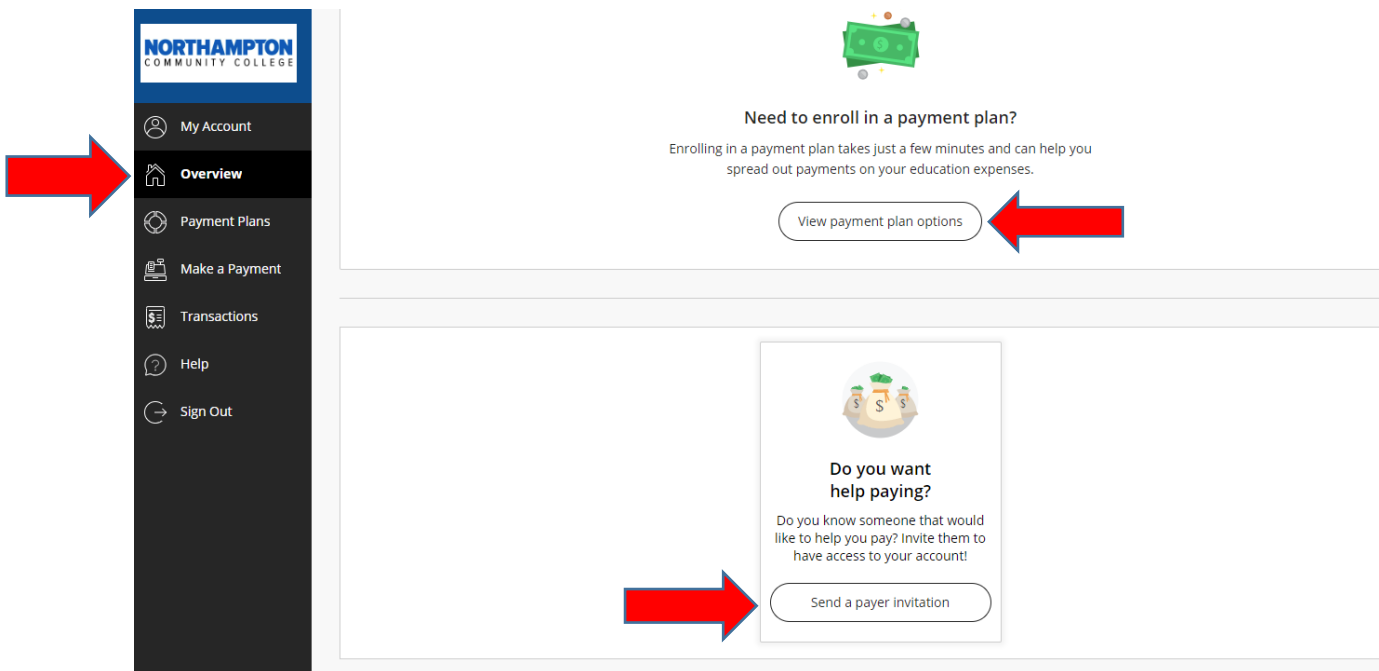 NORTHAMPTON
COMMUNITY COLLEGE
My Account
Overview
Payment Plans
Make a Payment
Transactions
Help
Sign Out
Need to enroll in a payment plan?
Enrolling in a payment plan takes just a few minutes and can help you
spread out payments on your education expenses.
View payment plan options
Do you want
help paying?
Do you know someone that would
like to help you pay? Invite them to
have access to your account!
Send a payer invitation